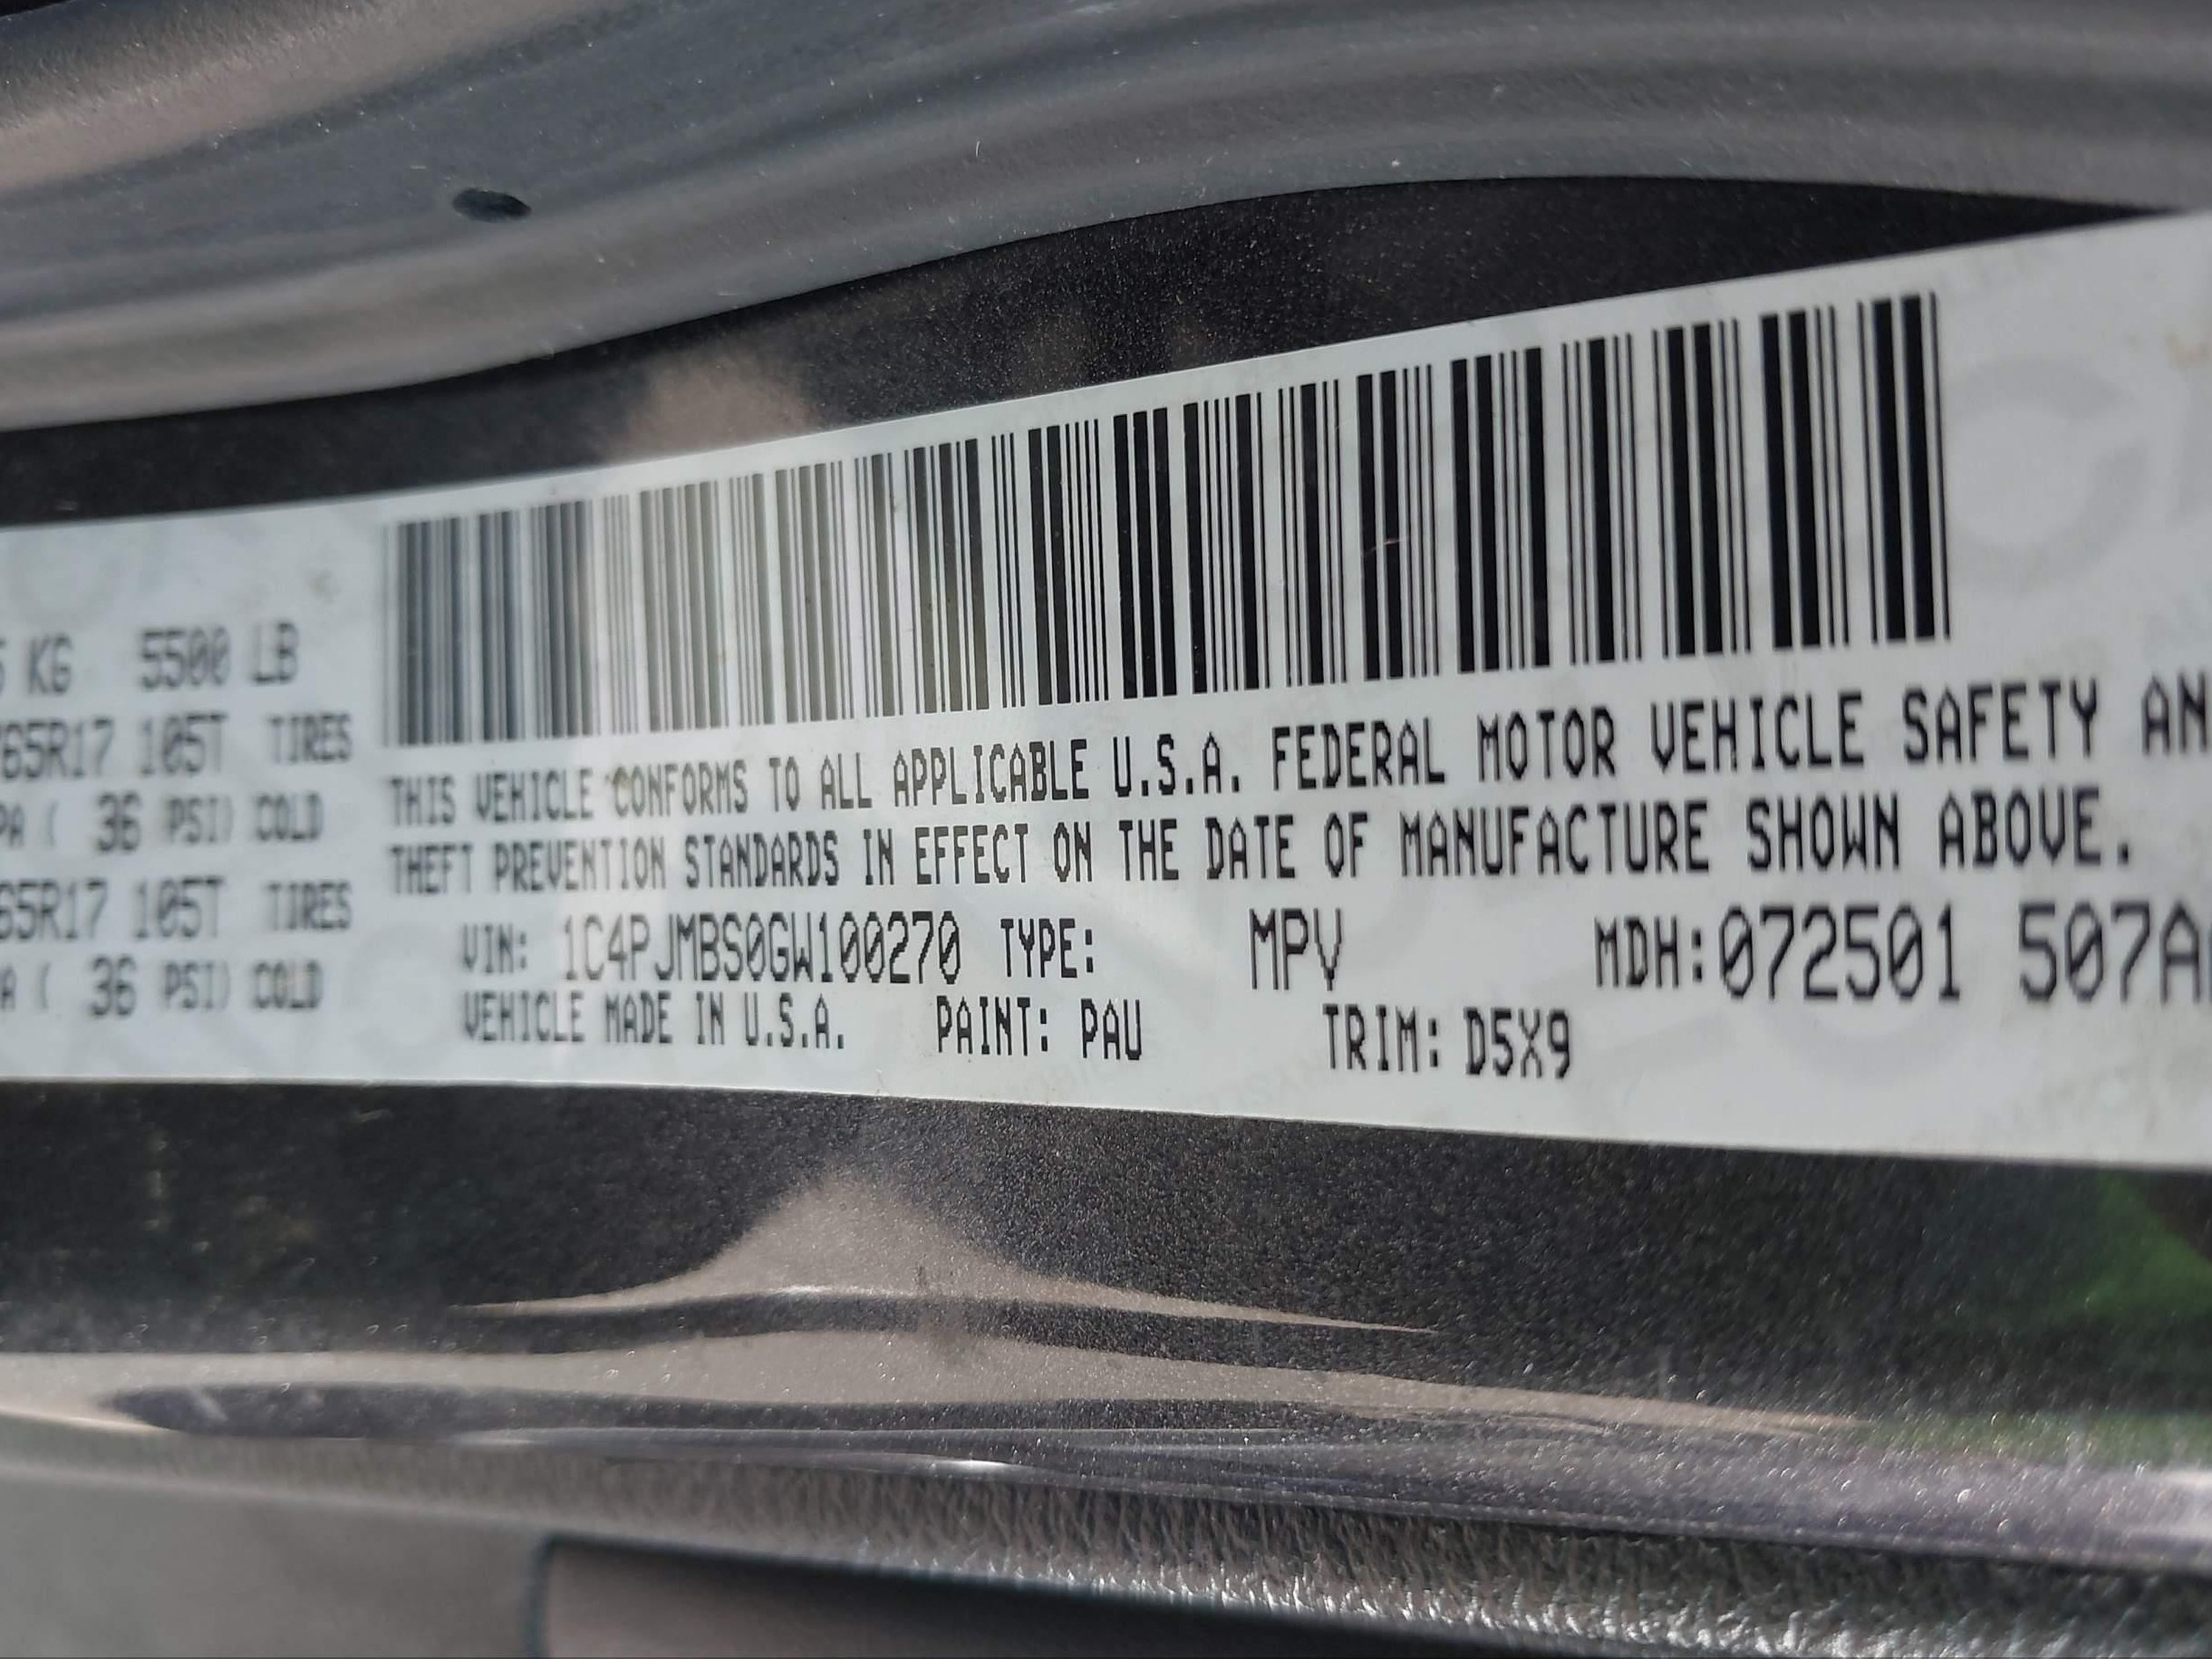 KG 5500 LB
65R17 105T TIRES
PA ( 36 PSI) COLD
65R17 105T TIRES
A ( 36 PSI) COLD
THIS VEHICLE CONFORMS TO ALL APPLICABLE U.S.A. FEDERAL MOTOR VEHICLE SAFETY AN
THEFT PREVENTION STANDARDS IN EFFECT ON THE DATE OF MANUFACTURE SHOWN ABOVE.
VIN: 1C4PJMBS0GW100270 TYPE: MPV MDH:072501 507A
VEHICLE MADE IN U.S.A. PAINT: PAU TRIM: D5X9